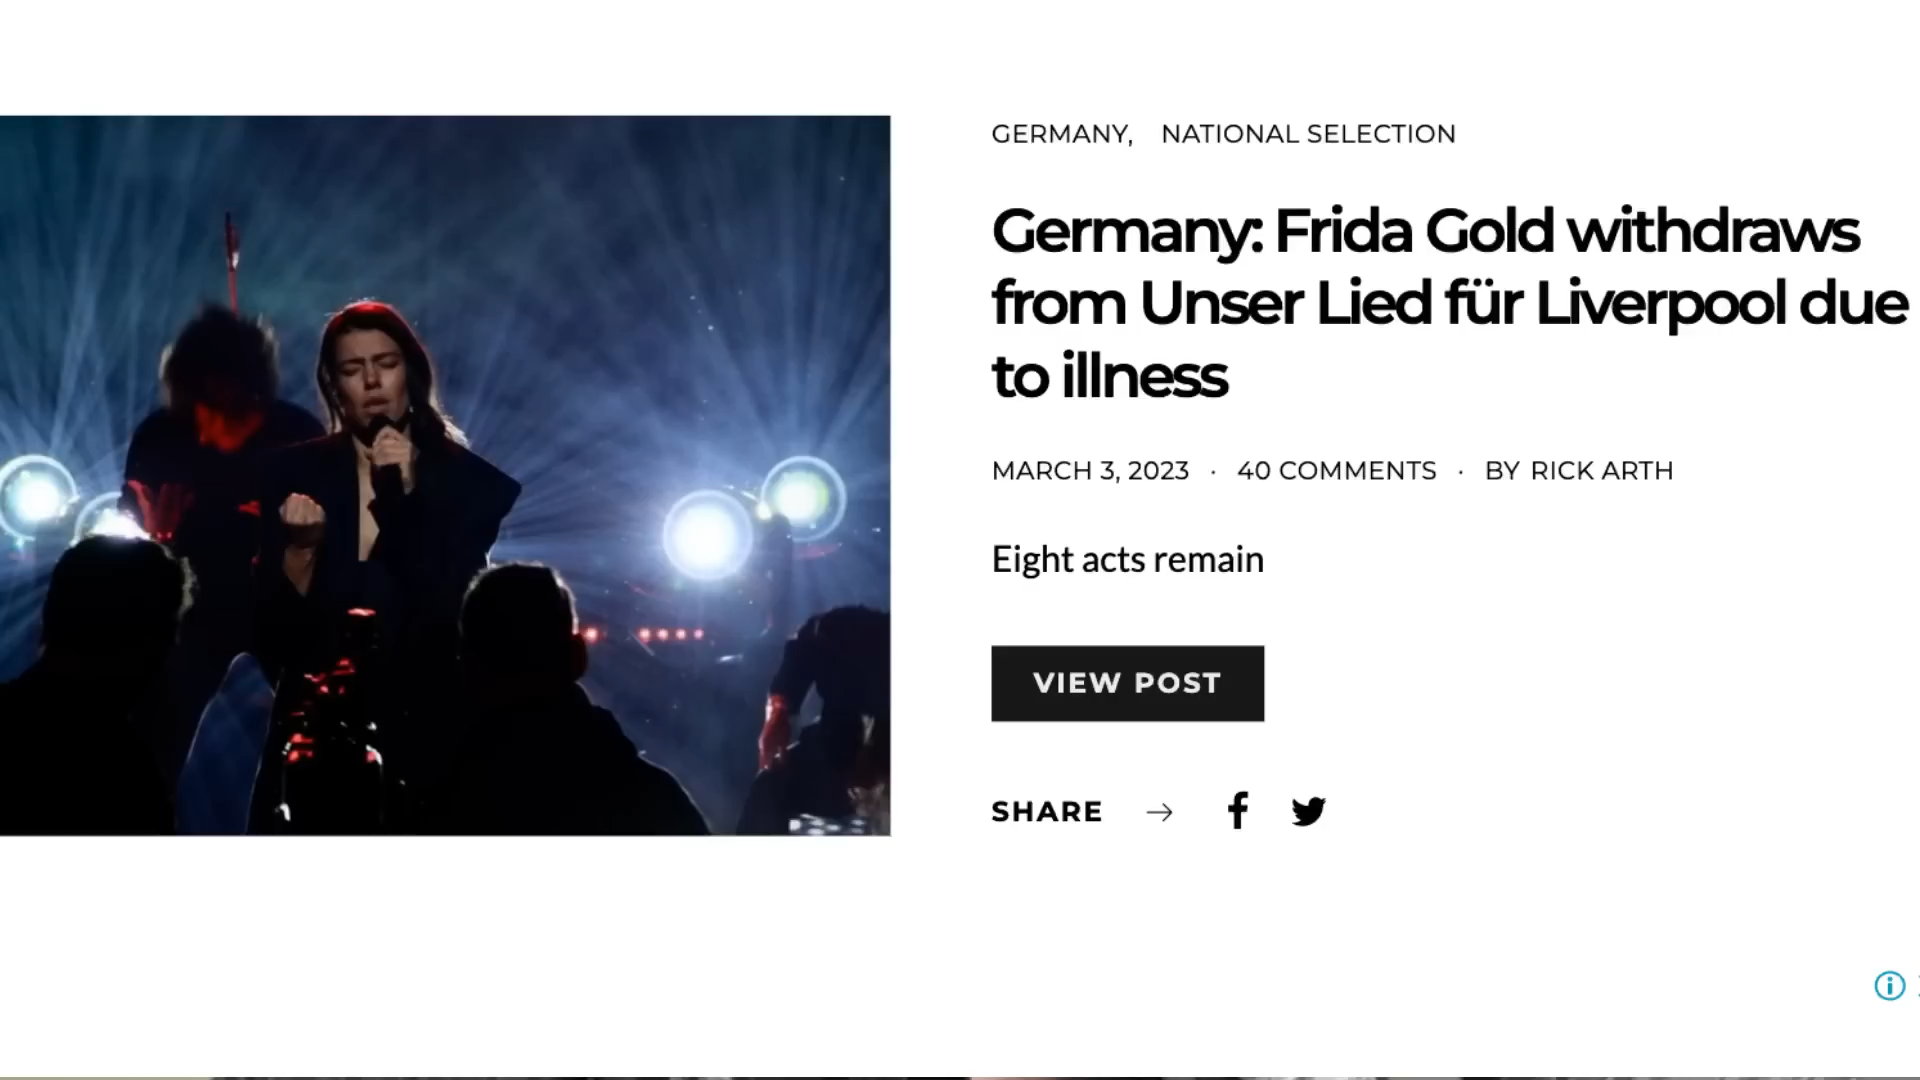 GERMANY, NATIONAL SELECTION
Germany: Frida Gold withdraws
from Unser Lied für Liverpool due
to illness
MARCH 3, 2023 · 40 COMMENTS · BY RICK ARTH
Eight acts remain
VIEW POST
SHARE →